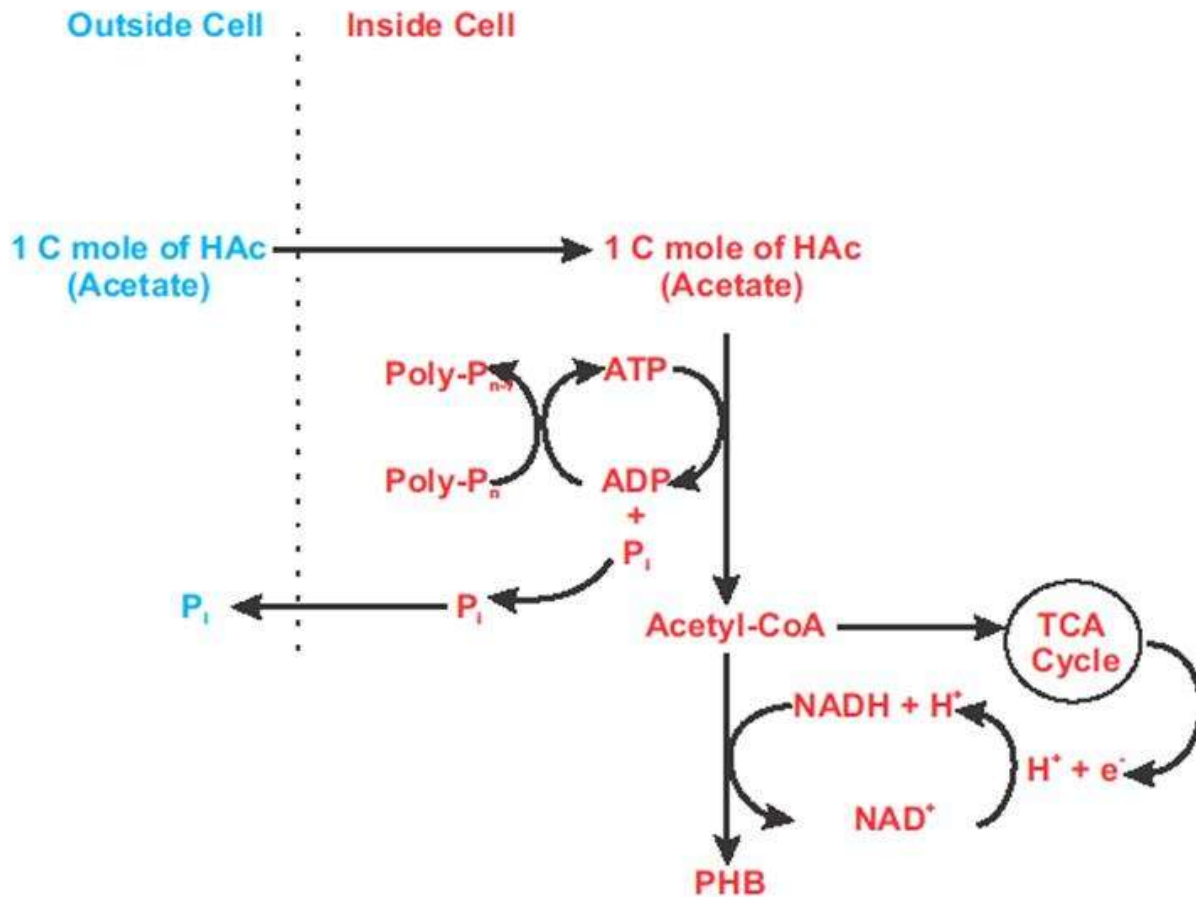 Outside Cell
Inside Cell
1 C mole of HAc
(Acetate)
1 C mole of HAc
(Acetate)
Poly-Pn-1
ATP
Poly-Pn
ADP
+
Pi
Pi
Pi
Acetyl-CoA
TCA
Cycle
NADH + H+
H+ + e-
NAD+
PHB